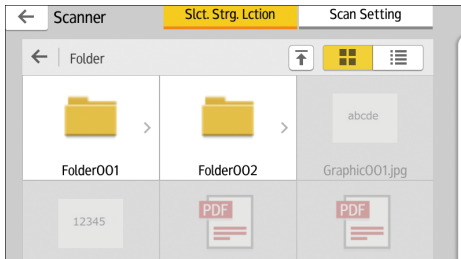 Scanner
Slct. Strg. Lction
Scan Setting
Folder
abcde
Folder001
Folder002
Graphic001.jpg
12345
PDF
PDF